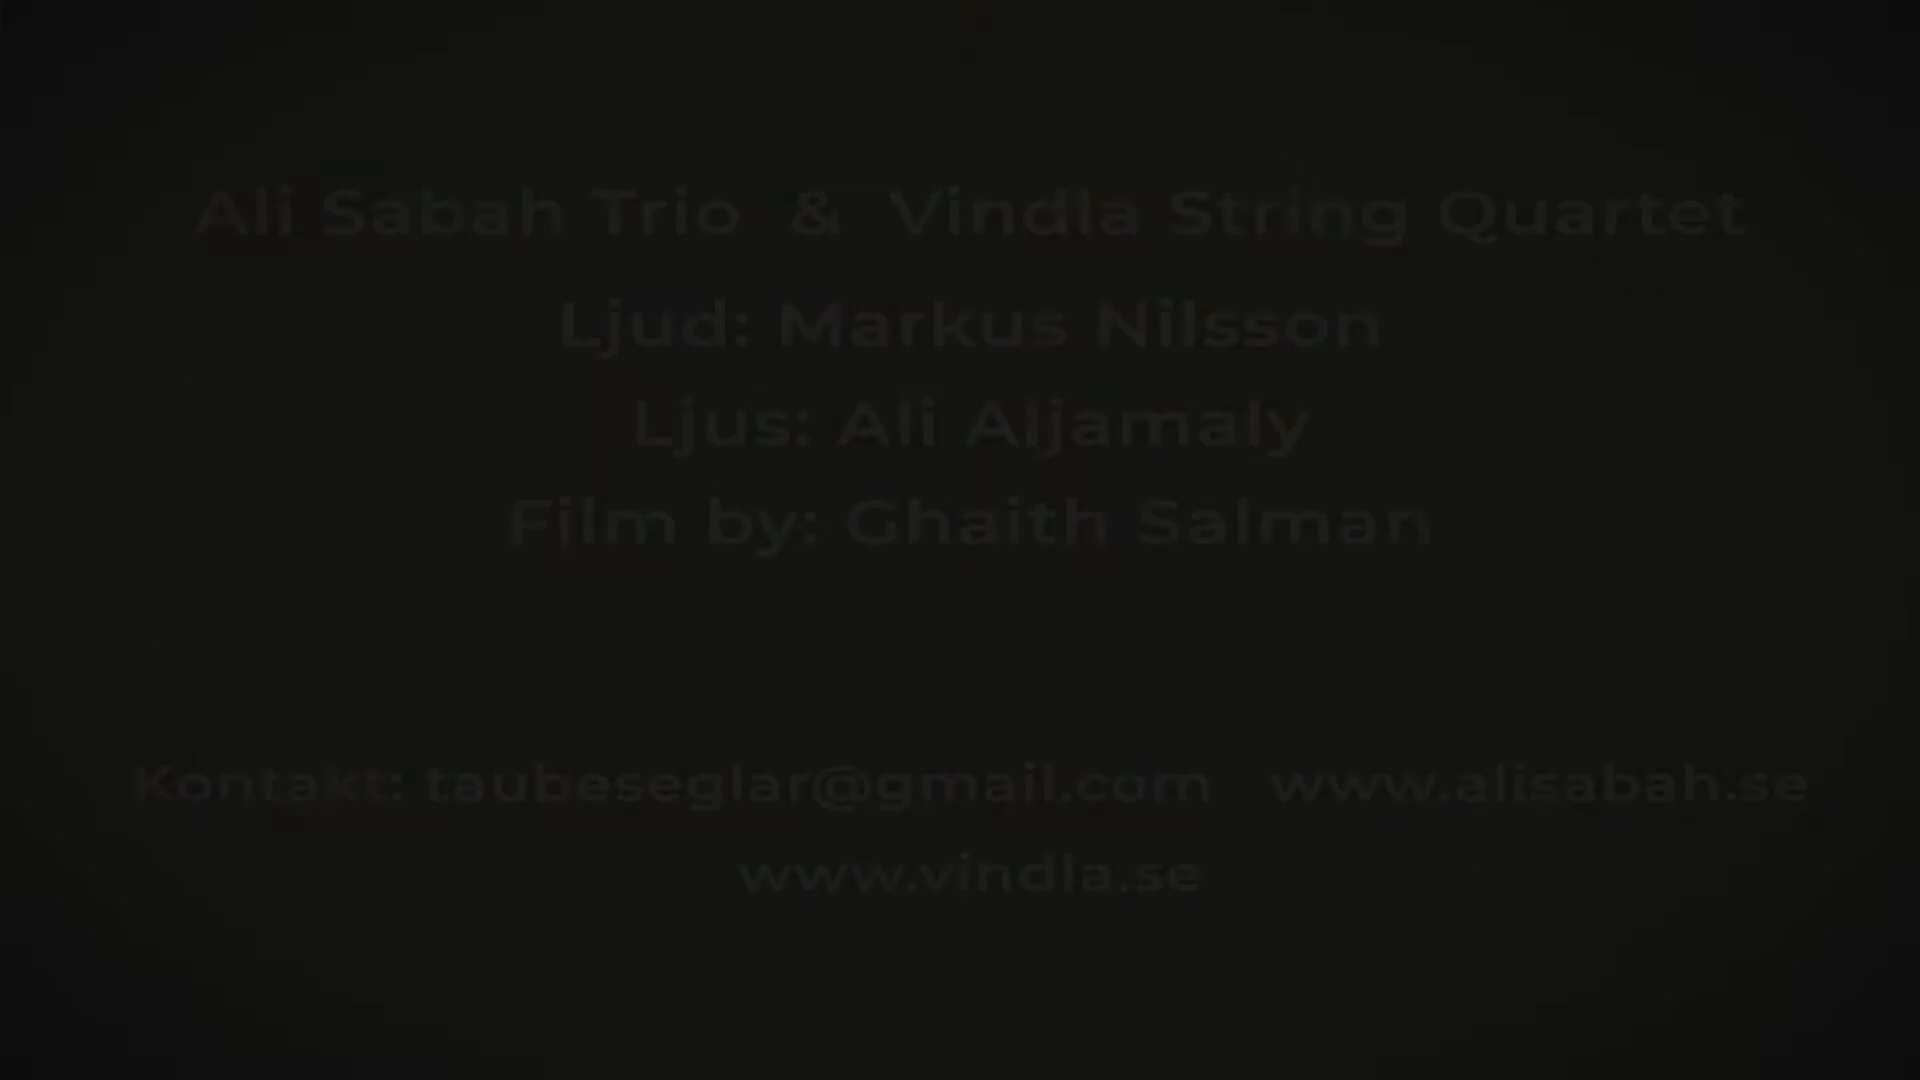 Ali Sabah Trio & Vindla String Quartet
Ljud: Markus Nilsson
Ljus: Ali Aljamaly
Film by: Ghaith Salman
Kontakt: taubeseglar@gmail.com www.alisabah.se
www.vindla.se